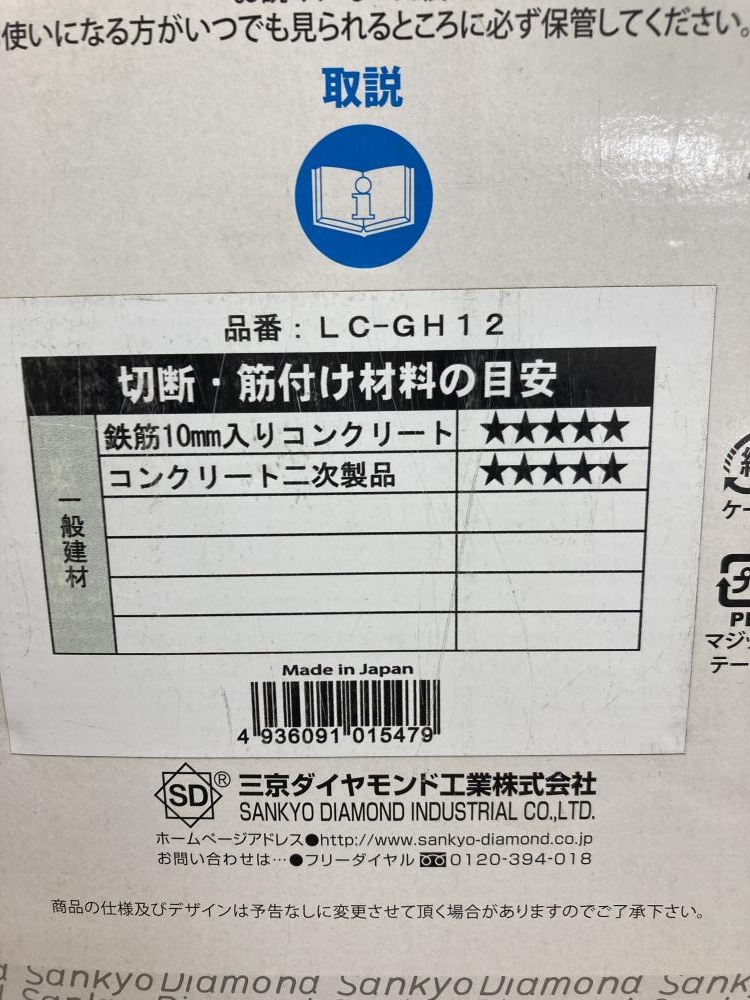 使いになる方がいつでも見られるところに必ず保管してください。
取説
i
品番：ＬＣ-ＧＨ１２
切断・筋付け材料の目安
一般建材
鉄筋10mm入りコンクリート ★★★★★
コンクリート二次製品 ★★★★★
Made in Japan
4 936091 015479
SD® 三京ダイヤモンド工業株式会社
SANKYO DIAMOND INDUSTRIAL CO.,LTD.
ホームページアドレス●http://www.sankyo-diamond.co.jp
お問い合わせは…●フリーダイヤル 0120-394-018
ケー
マジッ
テー
商品の仕様及びデザインは予告なしに変更させて頂く場合がありますのでご了承下さい。
Sankyo Diamond Sankyo Diamond Sank